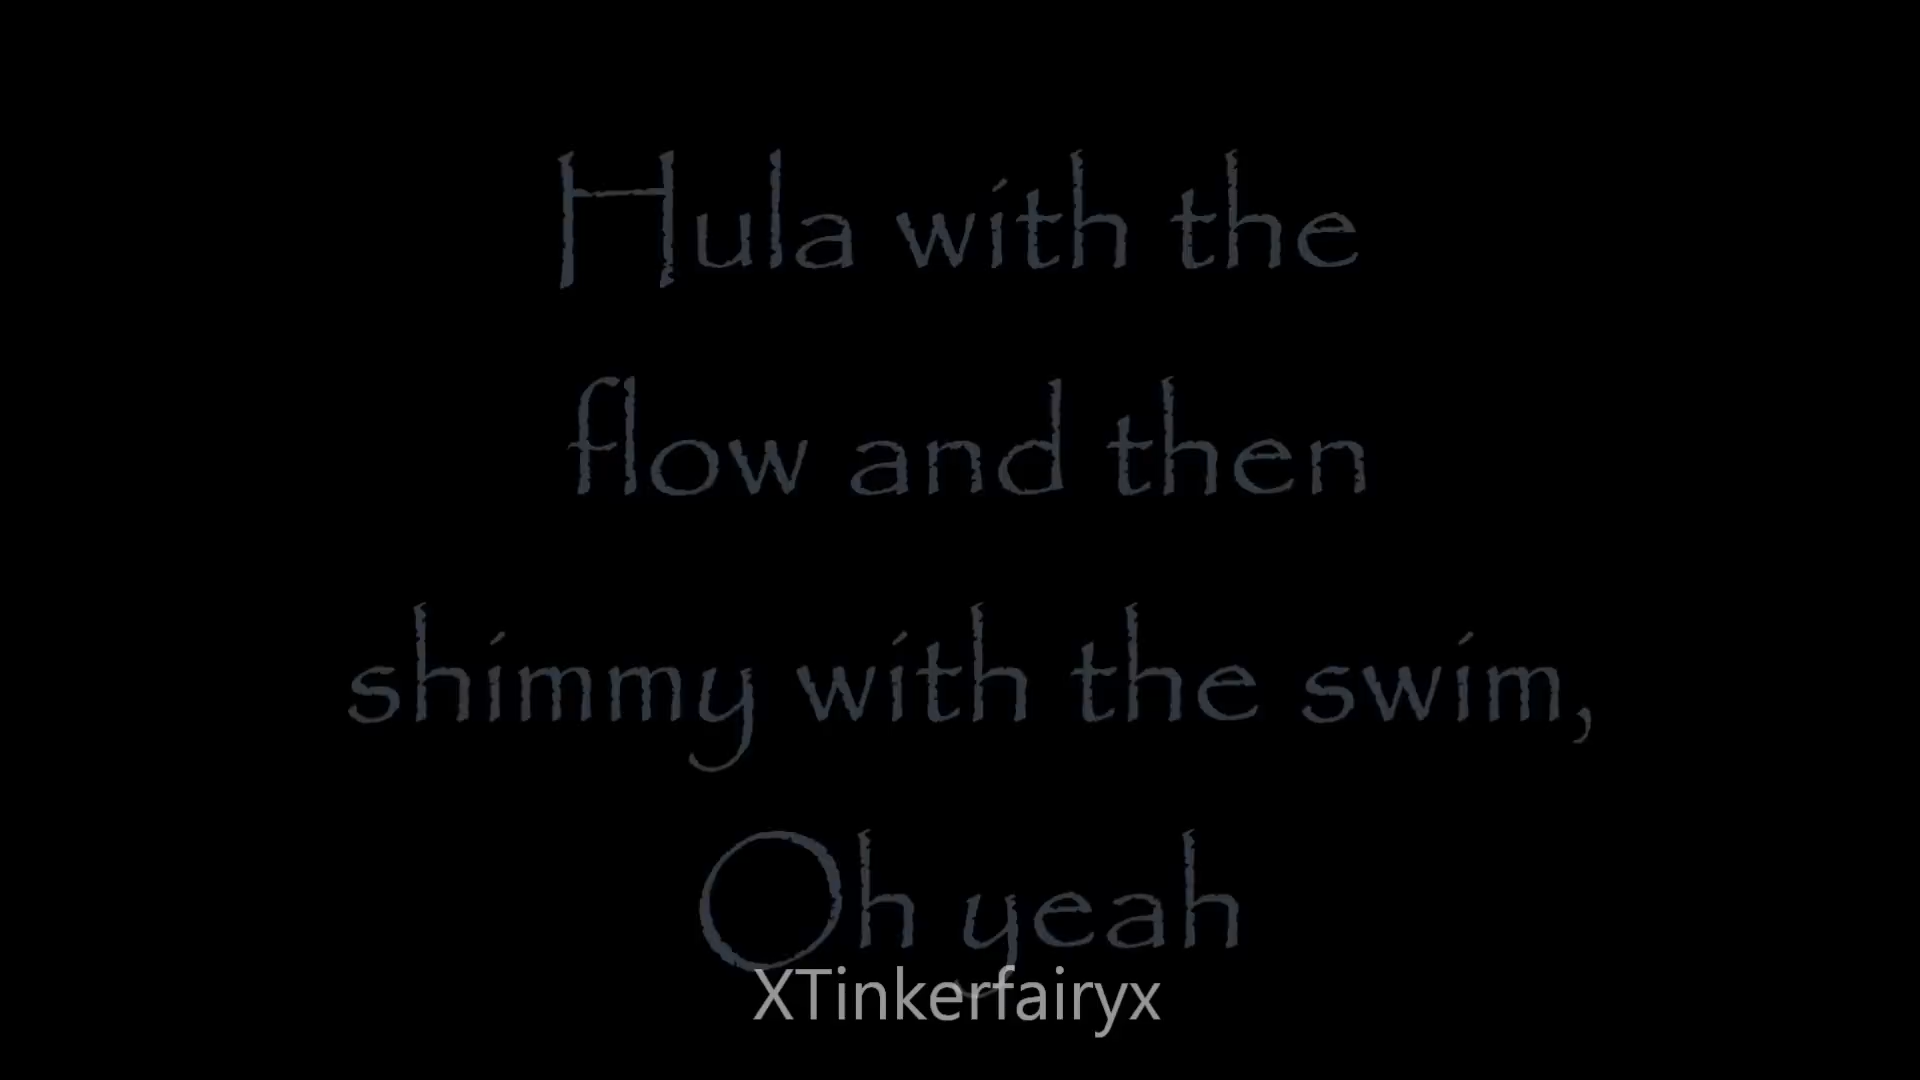 Hula with the
flow and then
shimmy with the swim,
Oh yeah
XTinkerfairyx